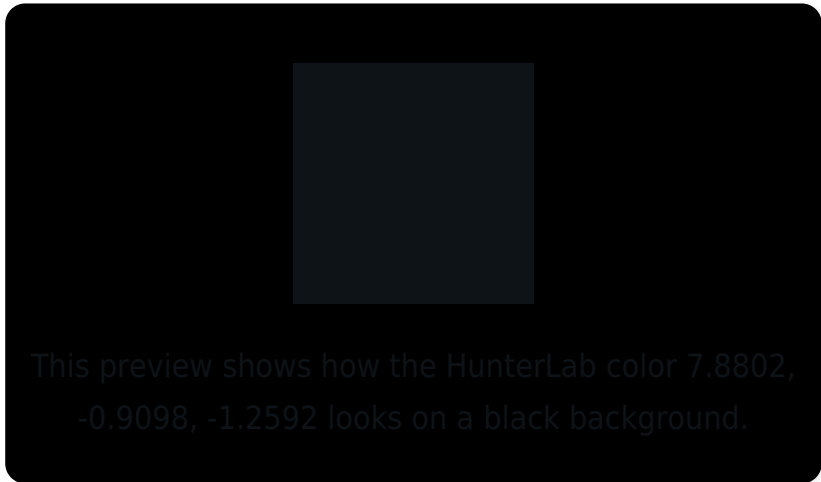 This preview shows how the HunterLab color 7.8802,
-0.9098, -1.2592 looks on a black background.